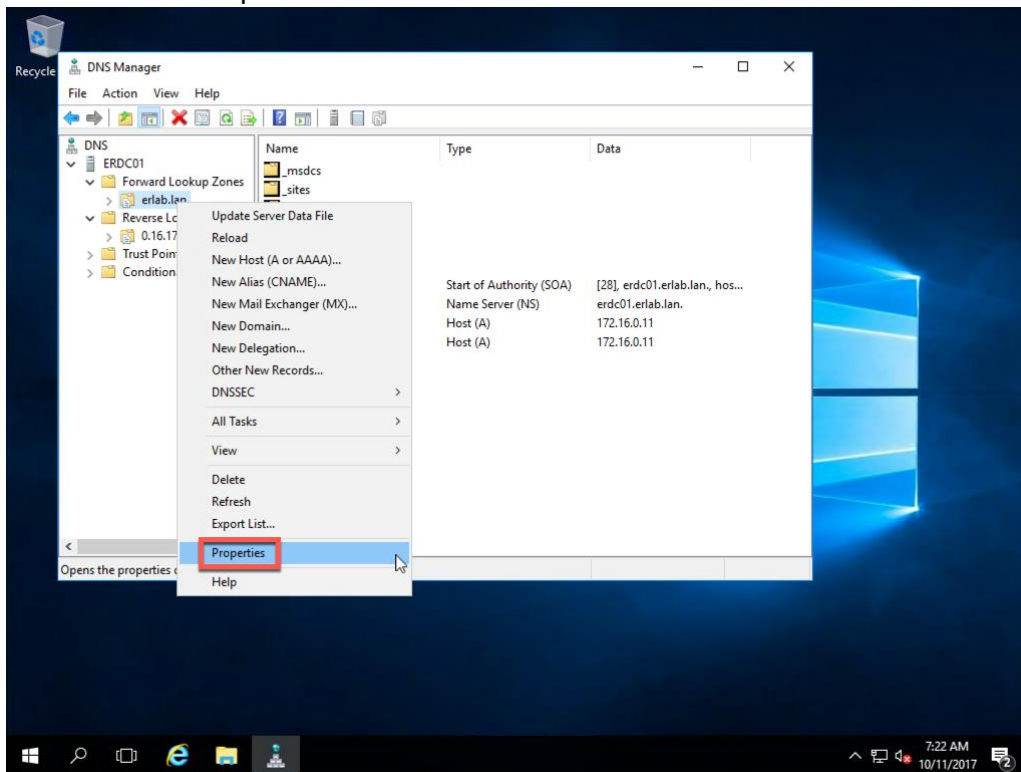 Recycle
DNS Manager
File Action View Help
DNS
ERDC01
Forward Lookup Zones
erlab.lan
Reverse Lo
0.16.17
Trust Poin
Condition
Name Type Data
_msdcs
_sites
Start of Authority (SOA) [28], erdc01.erlab.lan., hos...
Name Server (NS) erdc01.erlab.lan.
Host (A) 172.16.0.11
Host (A) 172.16.0.11
Update Server Data File
Reload
New Host (A or AAAA)...
New Alias (CNAME)...
New Mail Exchanger (MX)...
New Domain...
New Delegation...
Other New Records...
DNSSEC
All Tasks
View
Delete
Refresh
Export List...
Properties
Help
Opens the properties
7:22 AM
10/11/2017
2